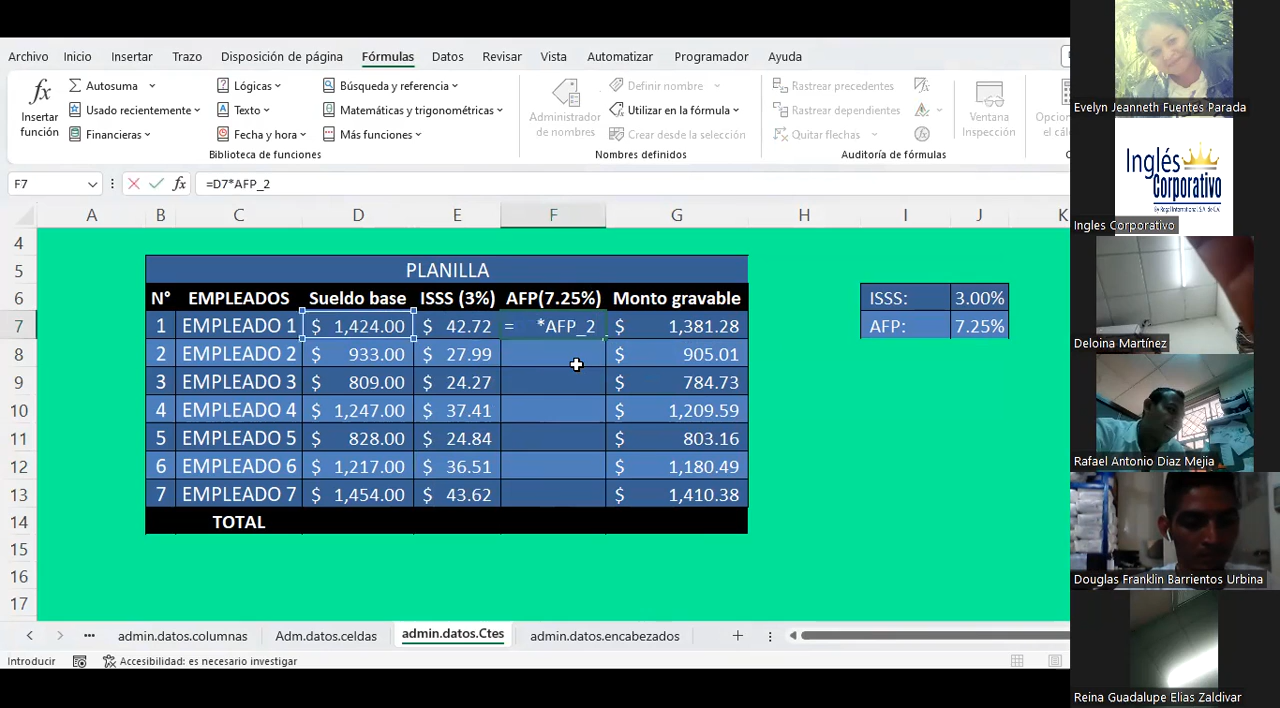 Archivo Inicio Insertar Trazo Disposición de página Fórmulas Datos Revisar Vista Automatizar Programador Ayuda
fx Insertar función
Autosuma
Usado recientemente
Financieras
Lógicas
Texto
Fecha y hora
Búsqueda y referencia
Matemáticas y trigonométricas
Más funciones
Biblioteca de funciones
Administrador de nombres
Definir nombre
Utilizar en la fórmula
Crear desde la selección
Nombres definidos
Rastrear precedentes
Rastrear dependientes
Quitar flechas
Auditoría de fórmulas
Ventana Inspección
F7 fx =D7*AFP_2
A B C D E F G H I J K
4
5 PLANILLA
6 N° EMPLEADOS Sueldo base ISSS (3%) AFP(7.25%) Monto gravable ISSS: 3.00%
7 1 EMPLEADO 1 $ 1,424.00 $ 42.72 = *AFP_2 $ 1,381.28 AFP: 7.25%
8 2 EMPLEADO 2 $ 933.00 $ 27.99 $ 905.01
9 3 EMPLEADO 3 $ 809.00 $ 24.27 $ 784.73
10 4 EMPLEADO 4 $ 1,247.00 $ 37.41 $ 1,209.59
11 5 EMPLEADO 5 $ 828.00 $ 24.84 $ 803.16
12 6 EMPLEADO 6 $ 1,217.00 $ 36.51 $ 1,180.49
13 7 EMPLEADO 7 $ 1,454.00 $ 43.62 $ 1,410.38
14 TOTAL
15
16
17
admin.datos.columnas Adm.datos.celdas admin.datos.Ctes admin.datos.encabezados
Introducir Accesibilidad: es necesario investigar
Evelyn Jeanneth Fuentes Parada
Inglés
Corporativo
Ingles Corporativo
Deloina Martínez
Rafael Antonio Diaz Mejia
Douglas Franklin Barrientos Urbina
Reina Guadalupe Elias Zaldivar